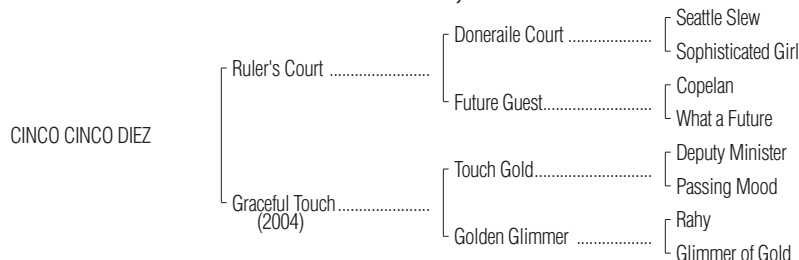 Seattle Slew
Doneraile Court ....................
Sophisticated Girl
Ruler's Court ........................
Copelan
Future Guest..........................
What a Future
CINCO CINCO DIEZ
Deputy Minister
Touch Gold............................
Passing Mood
Graceful Touch ......................
(2004)
Rahy
Golden Glimmer ..................
Glimmer of Gold